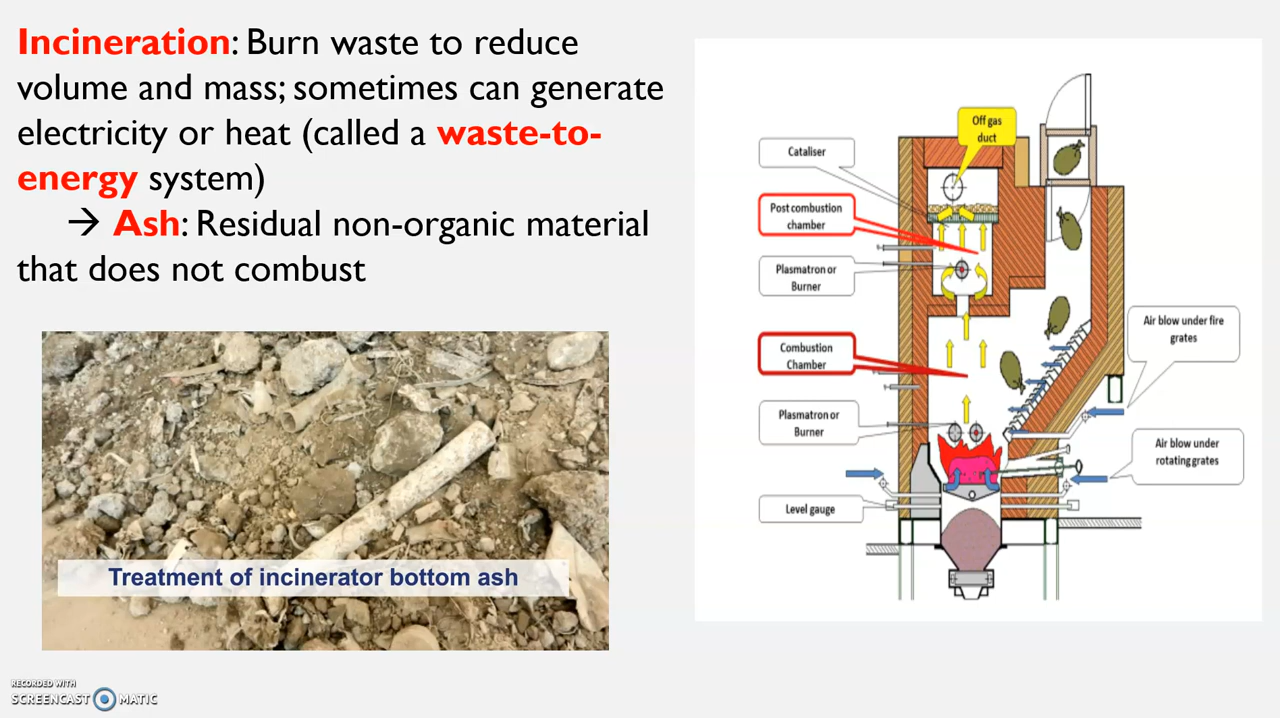 Incineration: Burn waste to reduce
volume and mass; sometimes can generate
electricity or heat (called a waste-to-
energy system)
→ Ash: Residual non-organic material
that does not combust
Treatment of incinerator bottom ash
Off gas
duct
Cataliser
Post combustion
chamber
Plasmatron or
Burner
Combustion
Chamber
Plasmatron or
Burner
Level gauge
Air blow under fire
grates
Air blow under
rotating grates
RECORDED WITH
SCREENCAST MATIC